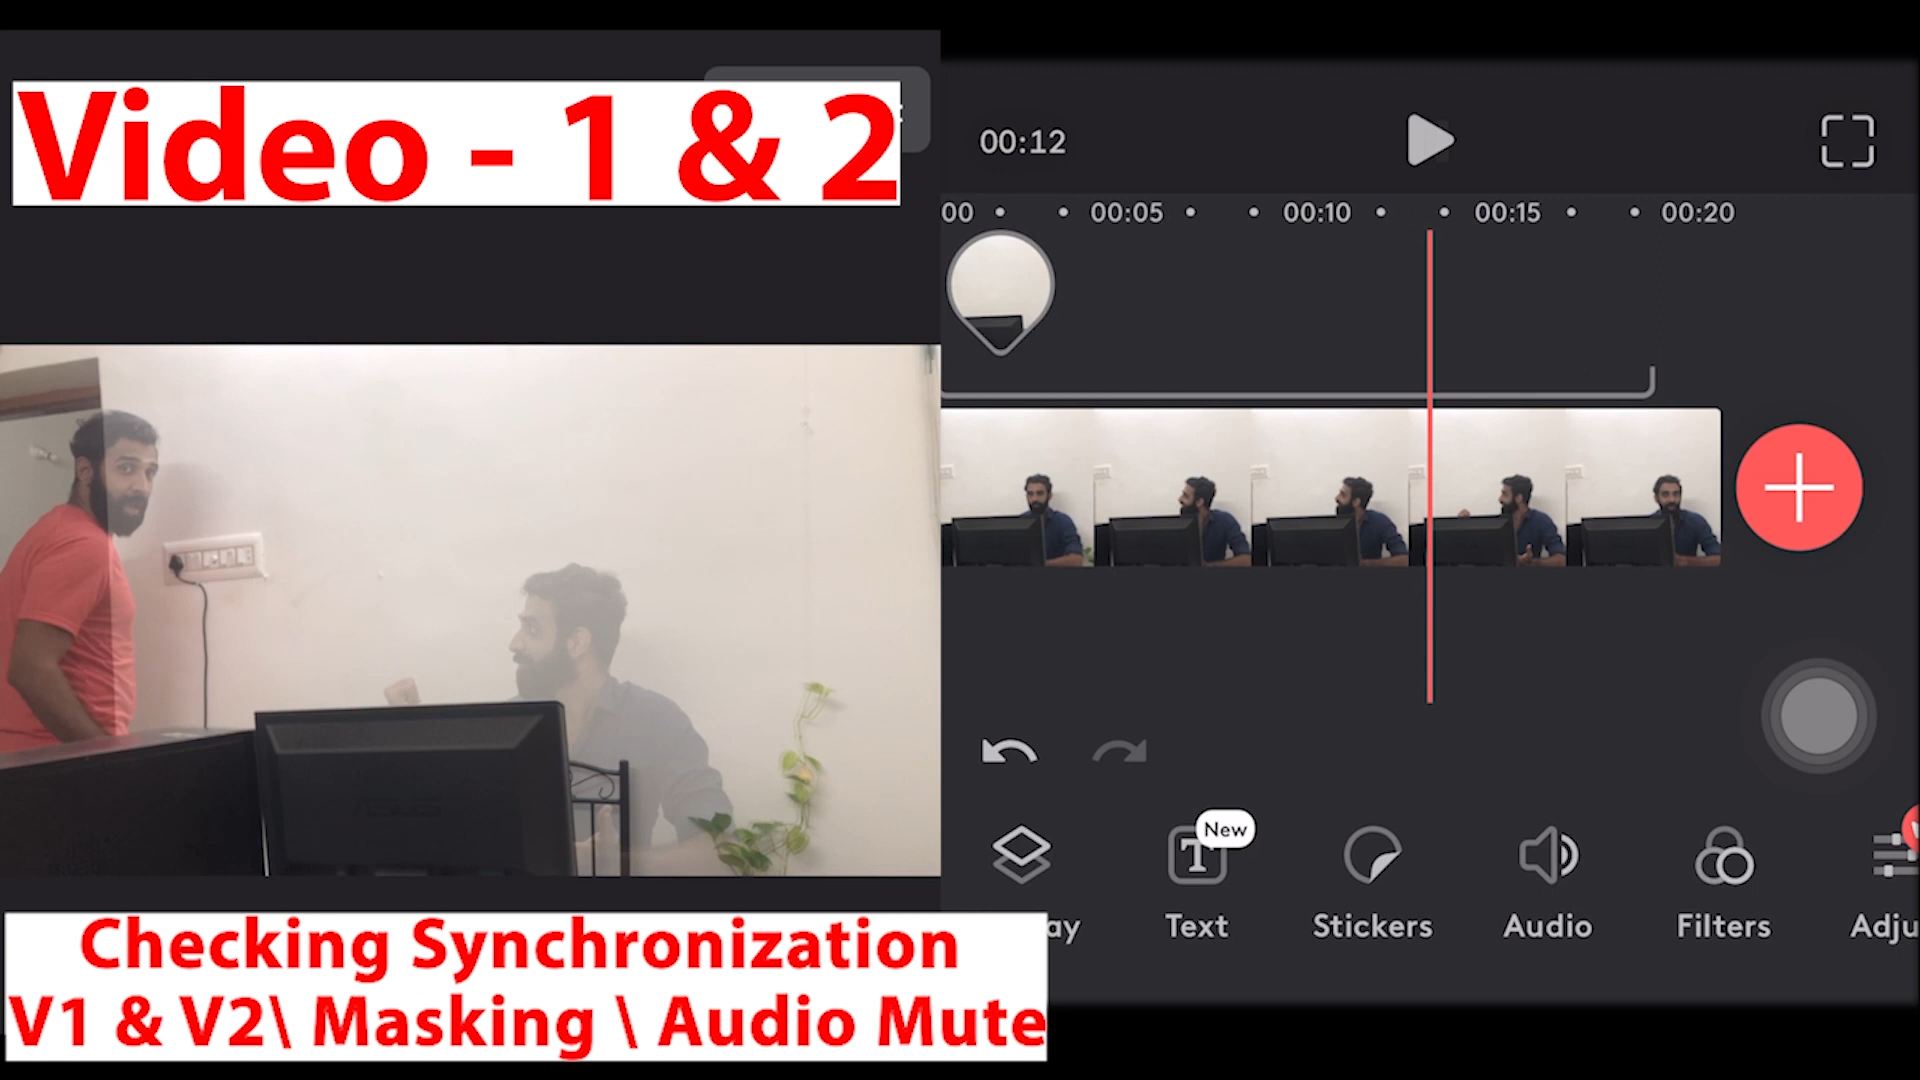 Video - 1 & 2
00:12
00 • • 00:05 • • 00:10 • • 00:15 • • 00:20
New
ay Text Stickers Audio Filters Adju
Checking Synchronization
V1 & V2\ Masking \ Audio Mute